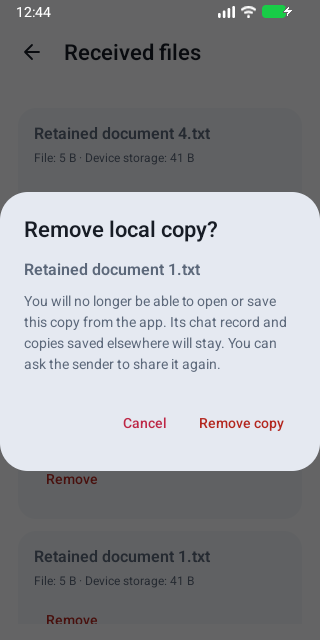 12:44
Received files
Retained document 4.txt
File: 5 B · Device storage: 41 B
Remove local copy?
Retained document 1.txt
You will no longer be able to open or save
this copy from the app. Its chat record and
copies saved elsewhere will stay. You can
ask the sender to share it again.
Cancel Remove copy
Remove
Retained document 1.txt
File: 5 B · Device storage: 41 B
Remove